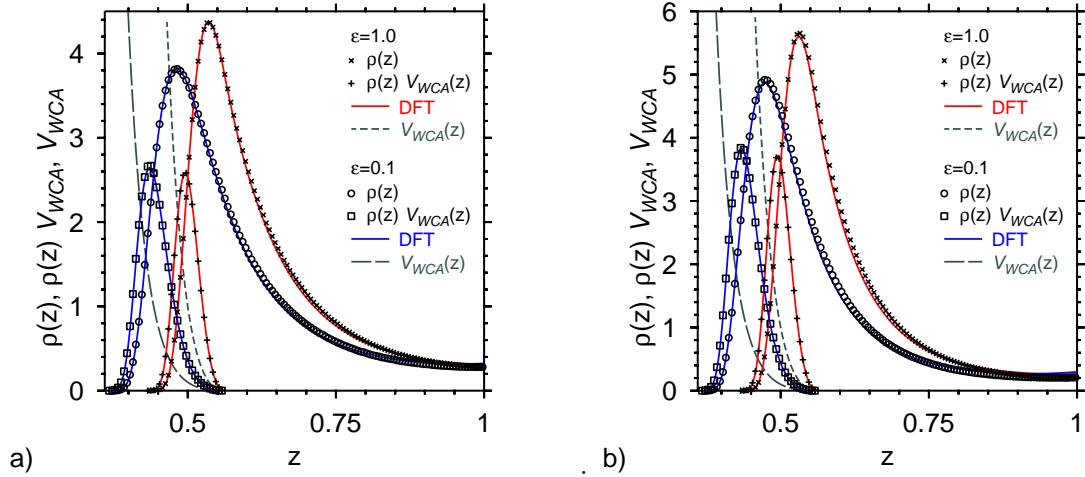 ρ(z), ρ(z) V_WCA, V_WCA
4
3
2
1
0
0.5
0.75
1
z
a)
ε=1.0
× ρ(z)
+ ρ(z) V_WCA(z)
DFT
V_WCA(z)
ε=0.1
ρ(z)
ρ(z) V_WCA(z)
DFT
V_WCA(z)
.
ρ(z), ρ(z) V_WCA, V_WCA
6
5
4
3
2
1
0
0.5
0.75
1
z
b)
ε=1.0
× ρ(z)
+ ρ(z) V_WCA(z)
DFT
V_WCA(z)
ε=0.1
ρ(z)
ρ(z) V_WCA(z)
DFT
V_WCA(z)